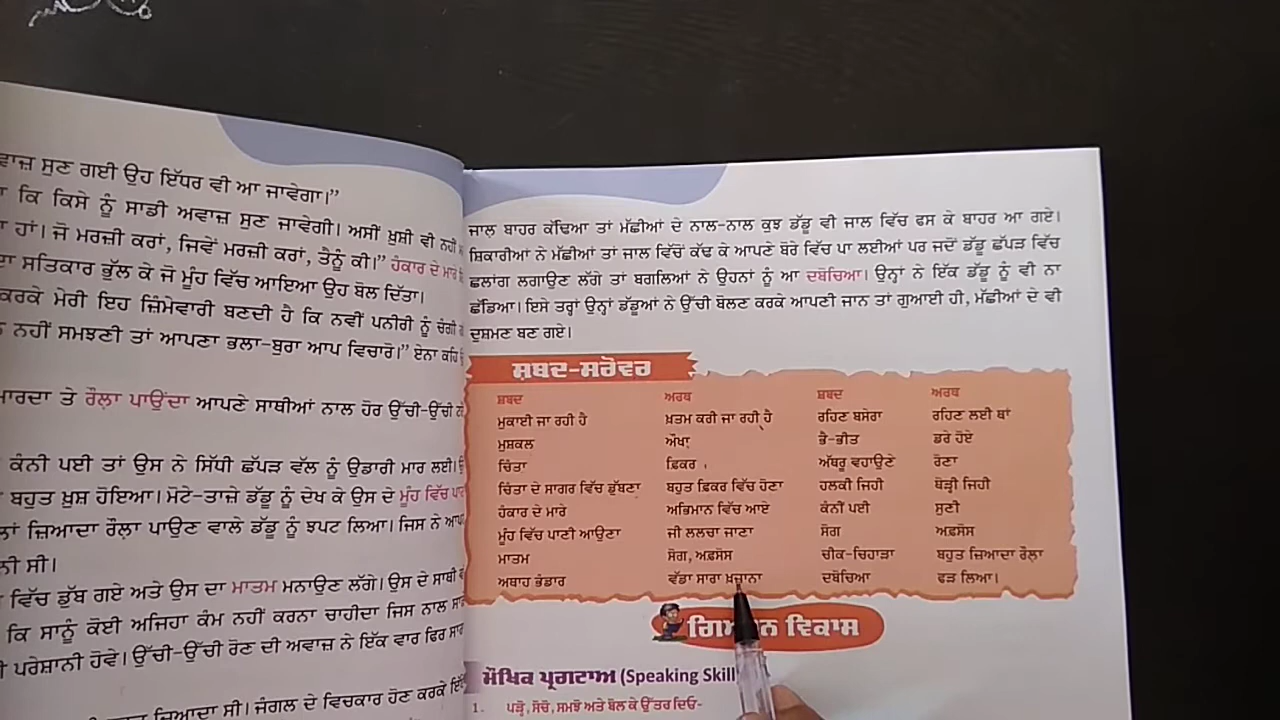 ਵਾਜ਼ ਸੁਣ ਗਈ ਉਹ ਇੱਧਰ ਵੀ ਆ ਜਾਵੇਗਾ।”
ਕਿ ਕਿਸੇ ਨੂੰ ਸਾਡੀ ਅਵਾਜ਼ ਸੁਣ ਜਾਵੇਗੀ। ਅਸੀਂ ਖ਼ੁਸ਼ੀ ਵੀ ਨਹੀਂ
ਹਾਂ। ਜੋ ਮਰਜ਼ੀ ਕਰਾਂ, ਜਿਵੇਂ ਮਰਜ਼ੀ ਕਰਾਂ, ਤੈਨੂੰ ਕੀ।” ਹੰਕਾਰ ਦੇ ਮਾਰੇ
ਦਾ ਸਤਿਕਾਰ ਭੁੱਲ ਕੇ ਜੋ ਮੂੰਹ ਵਿੱਚ ਆਇਆ ਉਹ ਬੋਲ ਦਿੱਤਾ।
ਕਰਕੇ ਮੇਰੀ ਇਹ ਜ਼ਿੰਮੇਵਾਰੀ ਬਣਦੀ ਹੈ ਕਿ ਨਵੀਂ ਪਨੀਰੀ ਨੂੰ ਚੰਗੀ
ਨਹੀਂ ਸਮਝਣੀ ਤਾਂ ਆਪਣਾ ਭਲਾ-ਬੁਰਾ ਆਪ ਵਿਚਾਰੋ।” ਏਨਾ ਕਹਿ
ਮਾਰਦਾ ਤੇ ਰੌਲ਼ਾ ਪਾਉਂਦਾ ਆਪਣੇ ਸਾਥੀਆਂ ਨਾਲ ਹੋਰ ਉੱਚੀ-ਉੱਚੀ
ਕੰਨੀ ਪਈ ਤਾਂ ਉਸ ਨੇ ਸਿੱਧੀ ਛੱਪੜ ਵੱਲ ਨੂੰ ਉਡਾਰੀ ਮਾਰ ਲਈ।
ਬਹੁਤ ਖ਼ੁਸ਼ ਹੋਇਆ। ਮੋਟੇ-ਤਾਜ਼ੇ ਡੱਡੂ ਨੂੰ ਦੇਖ ਕੇ ਉਸ ਦੇ ਮੂੰਹ ਵਿੱਚ
ਜ਼ਿਆਦਾ ਰੌਲ਼ਾ ਪਾਉਣ ਵਾਲੇ ਡੱਡੂ ਨੂੰ ਝਪਟ ਲਿਆ। ਜਿਸ ਨੇ
ਸੀ।
ਵਿੱਚ ਡੁੱਬ ਗਏ ਅਤੇ ਉਸ ਦਾ ਮਾਤਮ ਮਨਾਉਣ ਲੱਗੇ। ਉਸ ਦੇ ਸਾਥੀ
ਕਿ ਸਾਨੂੰ ਕੋਈ ਅਜਿਹਾ ਕੰਮ ਨਹੀਂ ਕਰਨਾ ਚਾਹੀਦਾ ਜਿਸ ਨਾਲ
ਪਰੇਸ਼ਾਨੀ ਹੋਵੇ। ਉੱਚੀ-ਉੱਚੀ ਰੋਣ ਦੀ ਅਵਾਜ਼ ਨੇ ਇੱਕ ਵਾਰ ਫਿਰ
ਜ਼ਿਆਦਾ ਸੀ। ਜੰਗਲ ਦੇ ਵਿਚਕਾਰ ਹੋਣ ਕਰਕੇ
ਜਾਲ਼ ਬਾਹਰ ਕੱਢਿਆ ਤਾਂ ਮੱਛੀਆਂ ਦੇ ਨਾਲ-ਨਾਲ ਕੁਝ ਡੱਡੂ ਵੀ ਜਾਲ ਵਿੱਚ ਫਸ ਕੇ ਬਾਹਰ ਆ ਗਏ।
ਸ਼ਿਕਾਰੀਆਂ ਨੇ ਮੱਛੀਆਂ ਤਾਂ ਜਾਲ ਵਿੱਚੋਂ ਕੱਢ ਕੇ ਆਪਣੇ ਬੋਰੇ ਵਿੱਚ ਪਾ ਲਈਆਂ ਪਰ ਜਦੋਂ ਡੱਡੂ ਛੱਪੜ ਵਿੱਚ
ਛਲਾਂਗ ਲਗਾਉਣ ਲੱਗੇ ਤਾਂ ਬਗਲਿਆਂ ਨੇ ਉਹਨਾਂ ਨੂੰ ਆ ਦਬੋਚਿਆ। ਉਨ੍ਹਾਂ ਨੇ ਇੱਕ ਡੱਡੂ ਨੂੰ ਵੀ ਨਾ
ਛੱਡਿਆ। ਇਸੇ ਤਰ੍ਹਾਂ ਉਨ੍ਹਾਂ ਡੱਡੂਆਂ ਨੇ ਉੱਚੀ ਬੋਲਣ ਕਰਕੇ ਆਪਣੀ ਜਾਨ ਤਾਂ ਗੁਆਈ ਹੀ, ਮੱਛੀਆਂ ਦੇ ਵੀ
ਦੁਸ਼ਮਣ ਬਣ ਗਏ।
ਸ਼ਬਦ-ਸਰੋਵਰ
ਸ਼ਬਦ ਅਰਥ ਸ਼ਬਦ ਅਰਥ
ਮੁਕਾਈ ਜਾ ਰਹੀ ਹੈ ਖ਼ਤਮ ਕਰੀ ਜਾ ਰਹੀ ਹੈ ਰਹਿਣ ਬਸੇਰਾ ਰਹਿਣ ਲਈ ਥਾਂ
ਮੁਸ਼ਕਲ ਔਖਾ ਭੈ-ਭੀਤ ਡਰੇ ਹੋਏ
ਚਿੰਤਾ ਫ਼ਿਕਰ ਅੱਥਰੂ ਵਹਾਉਣੇ ਰੋਣਾ
ਚਿੰਤਾ ਦੇ ਸਾਗਰ ਵਿੱਚ ਡੁੱਬਣਾ ਬਹੁਤ ਫ਼ਿਕਰ ਵਿੱਚ ਹੋਣਾ ਹਲਕੀ ਜਿਹੀ ਥੋੜ੍ਹੀ ਜਿਹੀ
ਹੰਕਾਰ ਦੇ ਮਾਰੇ ਅਭਿਮਾਨ ਵਿੱਚ ਆਏ ਕੰਨੀਂ ਪਈ ਸੁਣੀ
ਮੂੰਹ ਵਿੱਚ ਪਾਣੀ ਆਉਣਾ ਜੀ ਲਲਚਾ ਜਾਣਾ ਸੋਗ ਅਫ਼ਸੋਸ
ਮਾਤਮ ਸੋਗ, ਅਫ਼ਸੋਸ ਚੀਕ-ਚਿਹਾੜਾ ਬਹੁਤ ਜ਼ਿਆਦਾ ਰੌਲ਼ਾ
ਅਥਾਹ ਭੰਡਾਰ ਵੱਡਾ ਸਾਰਾ ਖ਼ਜ਼ਾਨਾ ਦਬੋਚਿਆ ਫੜ ਲਿਆ।
ਗਿਆਨ ਵਿਕਾਸ
ਮੌਖਿਕ ਪ੍ਰਗਟਾਅ (Speaking Skill
1. ਪੜ੍ਹੋ, ਸੋਚੋ, ਸਮਝੋ ਅਤੇ ਬੋਲ ਕੇ ਉੱਤਰ ਦਿਓ-